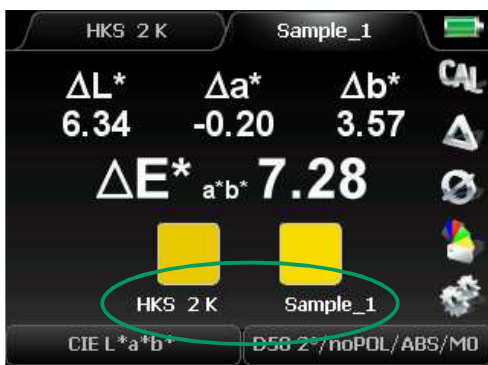 HKS 2 K Sample_1
CAL
ΔL* Δa* Δb*
6.34 -0.20 3.57
ΔE* a*b* 7.28
HKS 2 K Sample_1
CIE L*a*b* D50 2°/noPOL/ABS/M0